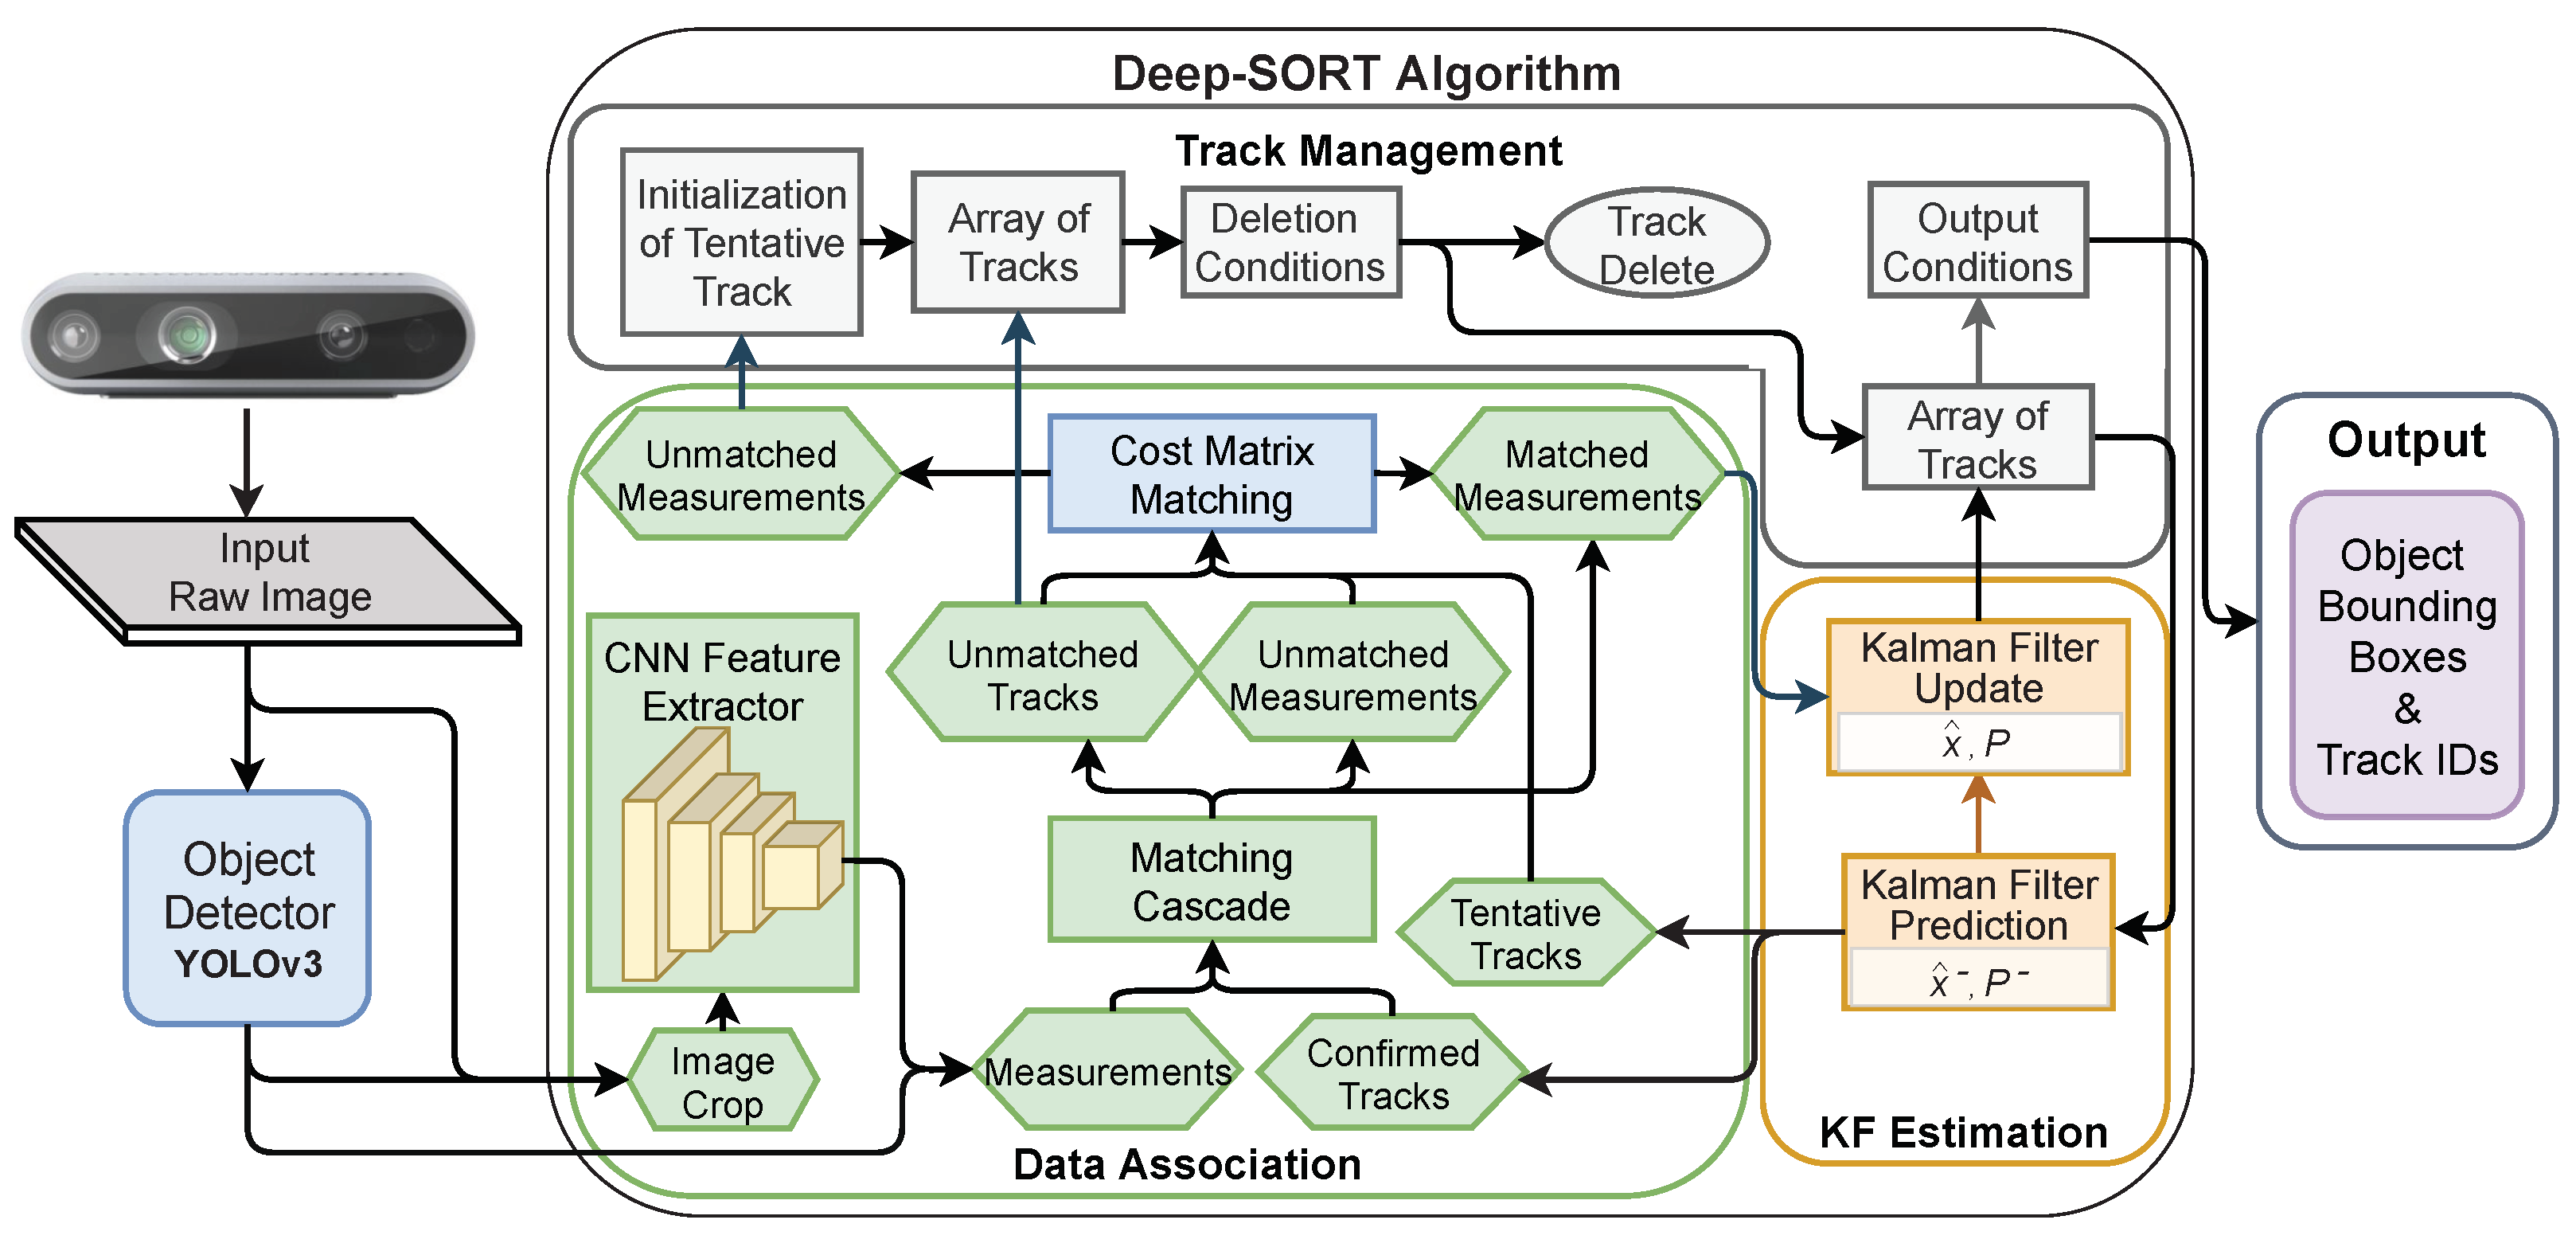 Deep-SORT Algorithm
Track Management
Initialization
of Tentative
Track
Array of
Tracks
Deletion
Conditions
Track
Delete
Output
Conditions
Array of
Tracks
Input
Raw Image
Object
Detector
YOLOv3
Unmatched
Measurements
Cost Matrix
Matching
Matched
Measurements
CNN Feature
Extractor
Unmatched
Tracks
Unmatched
Measurements
Matching
Cascade
Tentative
Tracks
Image
Crop
Measurements
Confirmed
Tracks
Data Association
Kalman Filter
Update
x̂, P
Kalman Filter
Prediction
x̂⁻, P⁻
KF Estimation
Output
Object
Bounding
Boxes
&
Track IDs